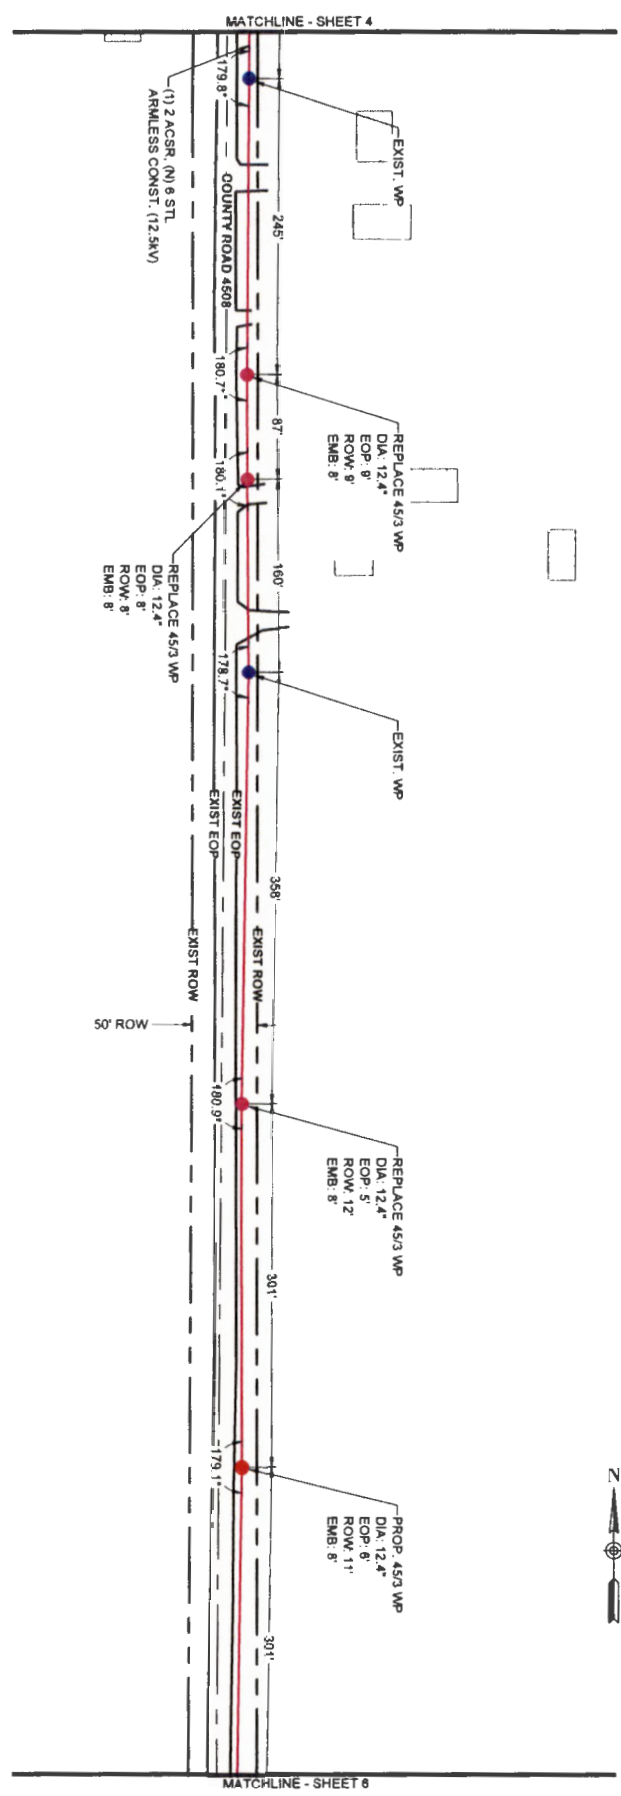 MATCHLINE - SHEET 4
179.8°
(1) 2 ACSR, (N) 6 STL
ARMLESS CONST. (12.5kV)
EXIST. WP
245'
COUNTY ROAD 4508
180.7°
87'
REPLACE 45/3 WP
DIA: 12.4"
EOP: 9'
ROW: 9'
EMB: 8'
180.1°
160'
REPLACE 45/3 WP
DIA: 12.4"
EOP: 8'
ROW: 8'
EMB: 8'
178.7°
EXIST. WP
EXIST EOP
EXIST EOP
358'
EXIST ROW
EXIST ROW
50' ROW
180.9°
REPLACE 45/3 WP
DIA: 12.4"
EOP: 5'
ROW: 12'
EMB: 8'
301'
179.1°
PROP. 45/3 WP
DIA: 12.4"
EOP: 6'
ROW: 11'
EMB: 8'
N
301'
MATCHLINE - SHEET 6